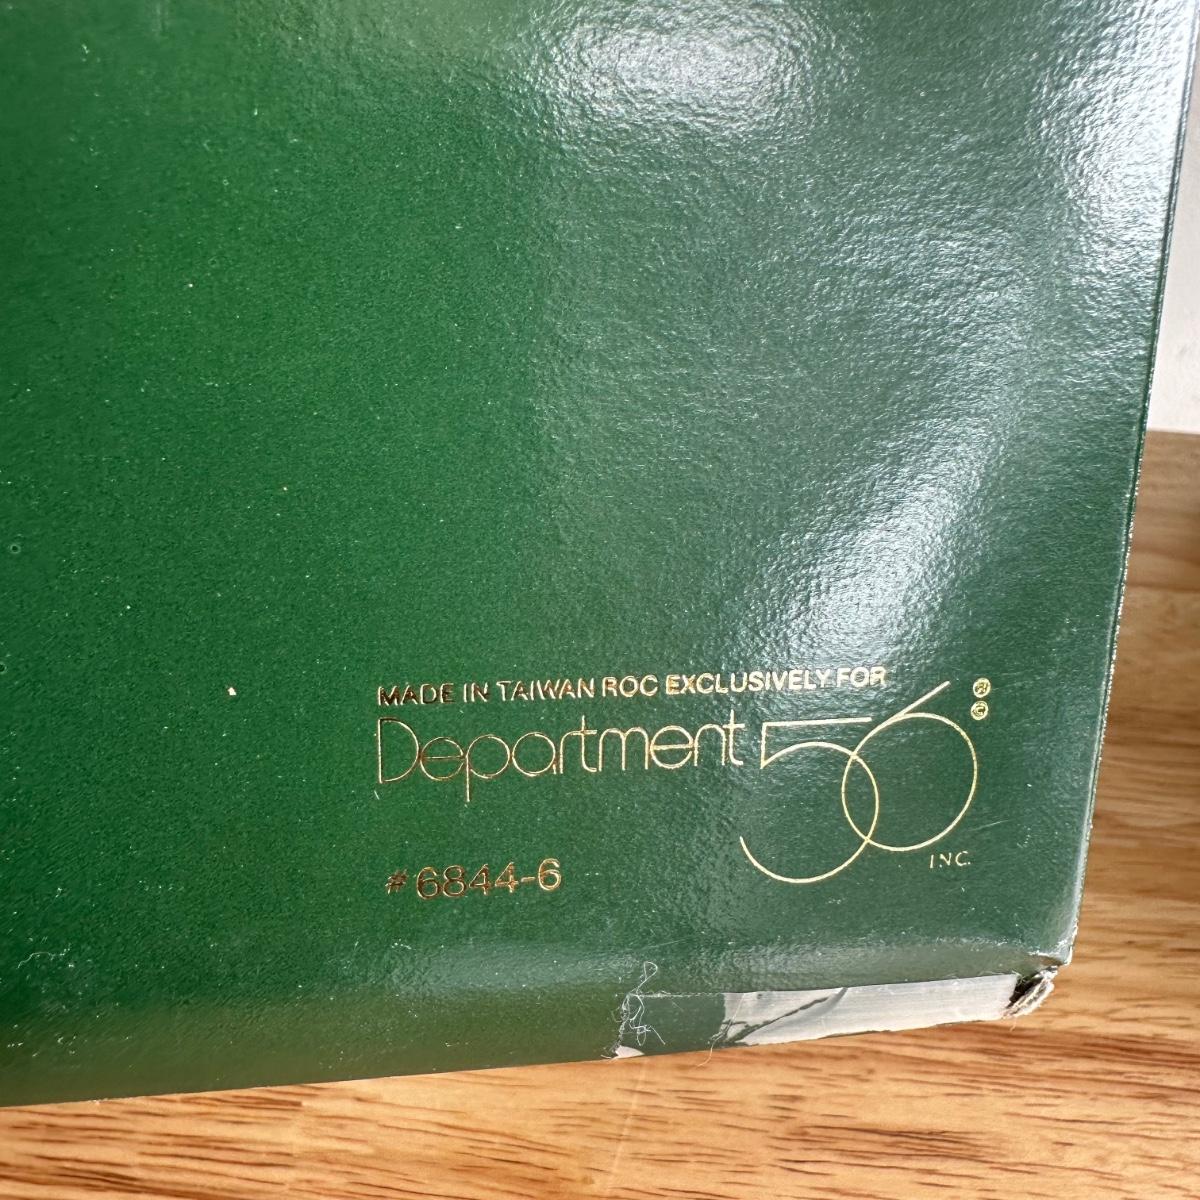 MADE IN TAIWAN ROC EXCLUSIVELY FOR
Department 56 ® ©
INC.
#6844-6